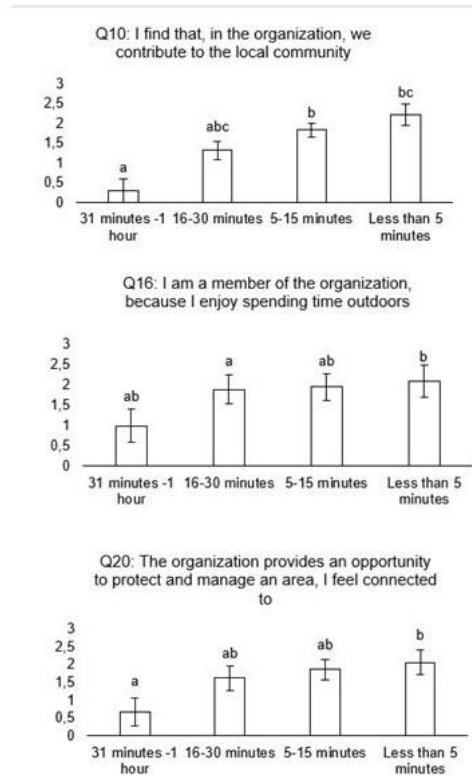 Q10: I find that, in the organization, we
contribute to the local community
3
2,5
2
1,5
1
0,5
0
a
abc
b
bc
31 minutes -1 16-30 minutes 5-15 minutes Less than 5
hour minutes
Q16: I am a member of the organization,
because I enjoy spending time outdoors
3
2,5
2
1,5
1
0,5
0
ab
a
ab
b
31 minutes -1 16-30 minutes 5-15 minutes Less than 5
hour minutes
Q20: The organization provides an opportunity
to protect and manage an area, I feel connected
to
3
2,5
2
1,5
1
0,5
0
a
ab
ab
b
31 minutes -1 16-30 minutes 5-15 minutes Less than 5
hour minutes